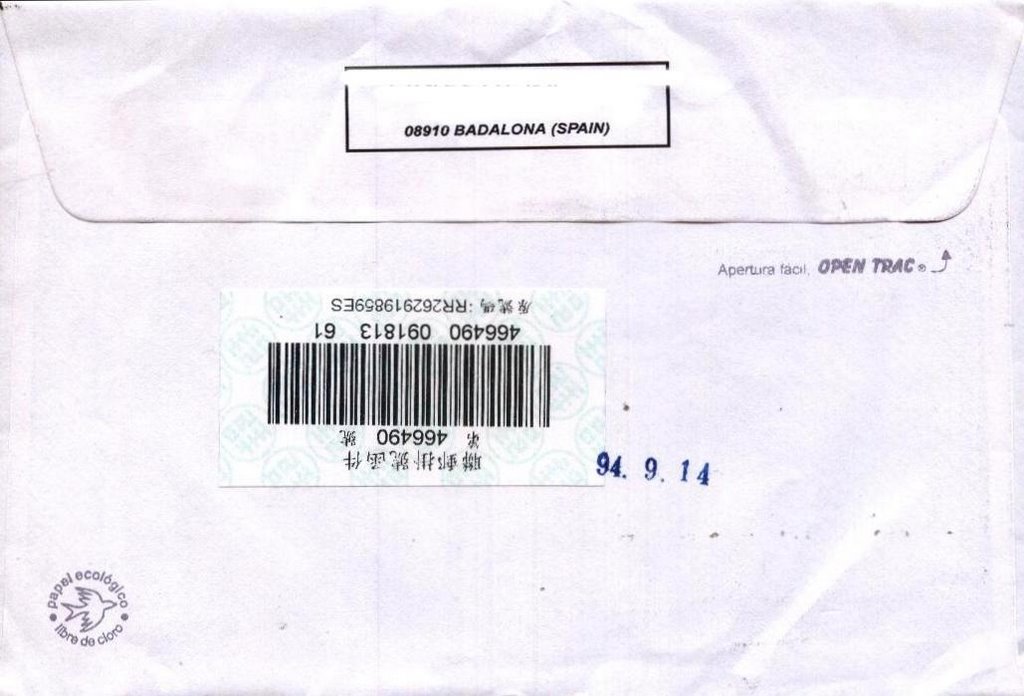 08910 BADALONA (SPAIN)
Apertura fácil, OPEN TRAC®
聯郵掛號函件
第 466490 號
466490 091813 61
原號碼:RR262919859ES
94. 9. 14
papel ecológico
libre de cloro